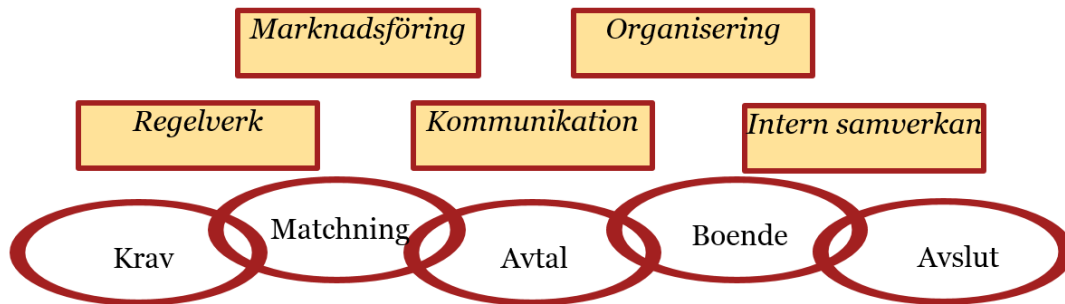 Marknadsföring
Organisering
Regelverk
Kommunikation
Intern samverkan
Krav
Matchning
Avtal
Boende
Avslut